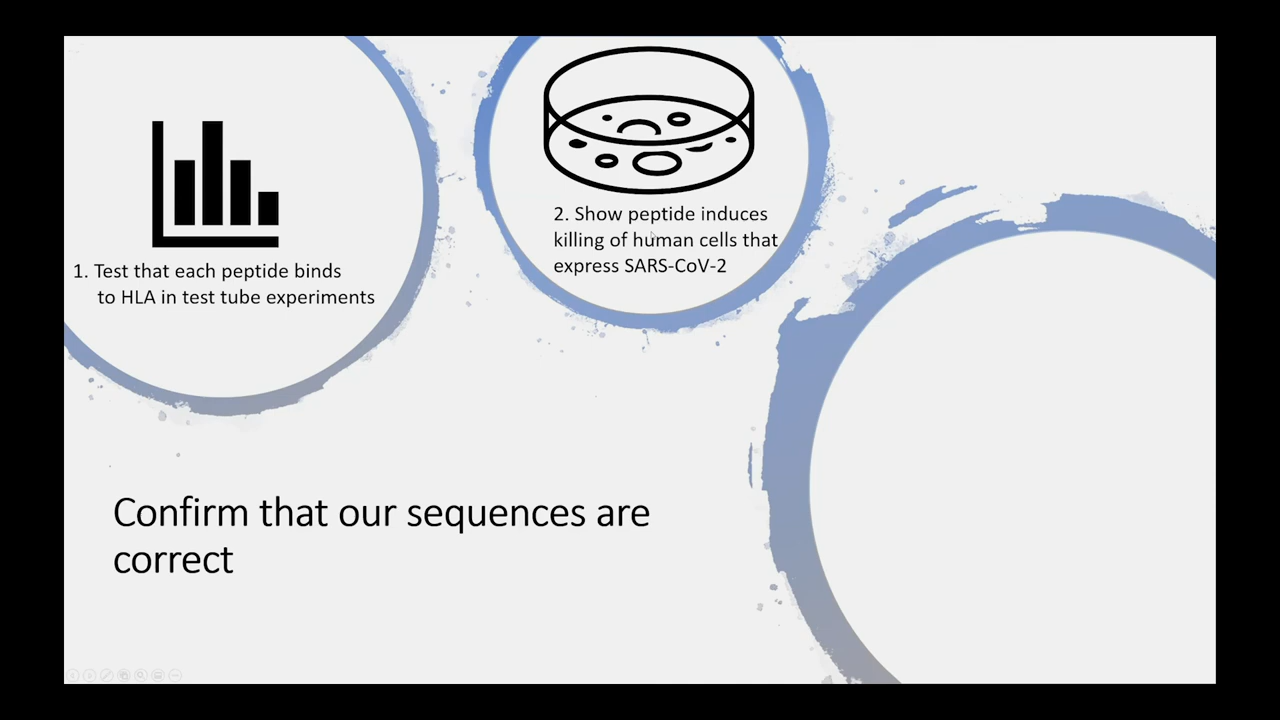 1. Test that each peptide binds
to HLA in test tube experiments
2. Show peptide induces
killing of human cells that
express SARS-CoV-2
Confirm that our sequences are
correct